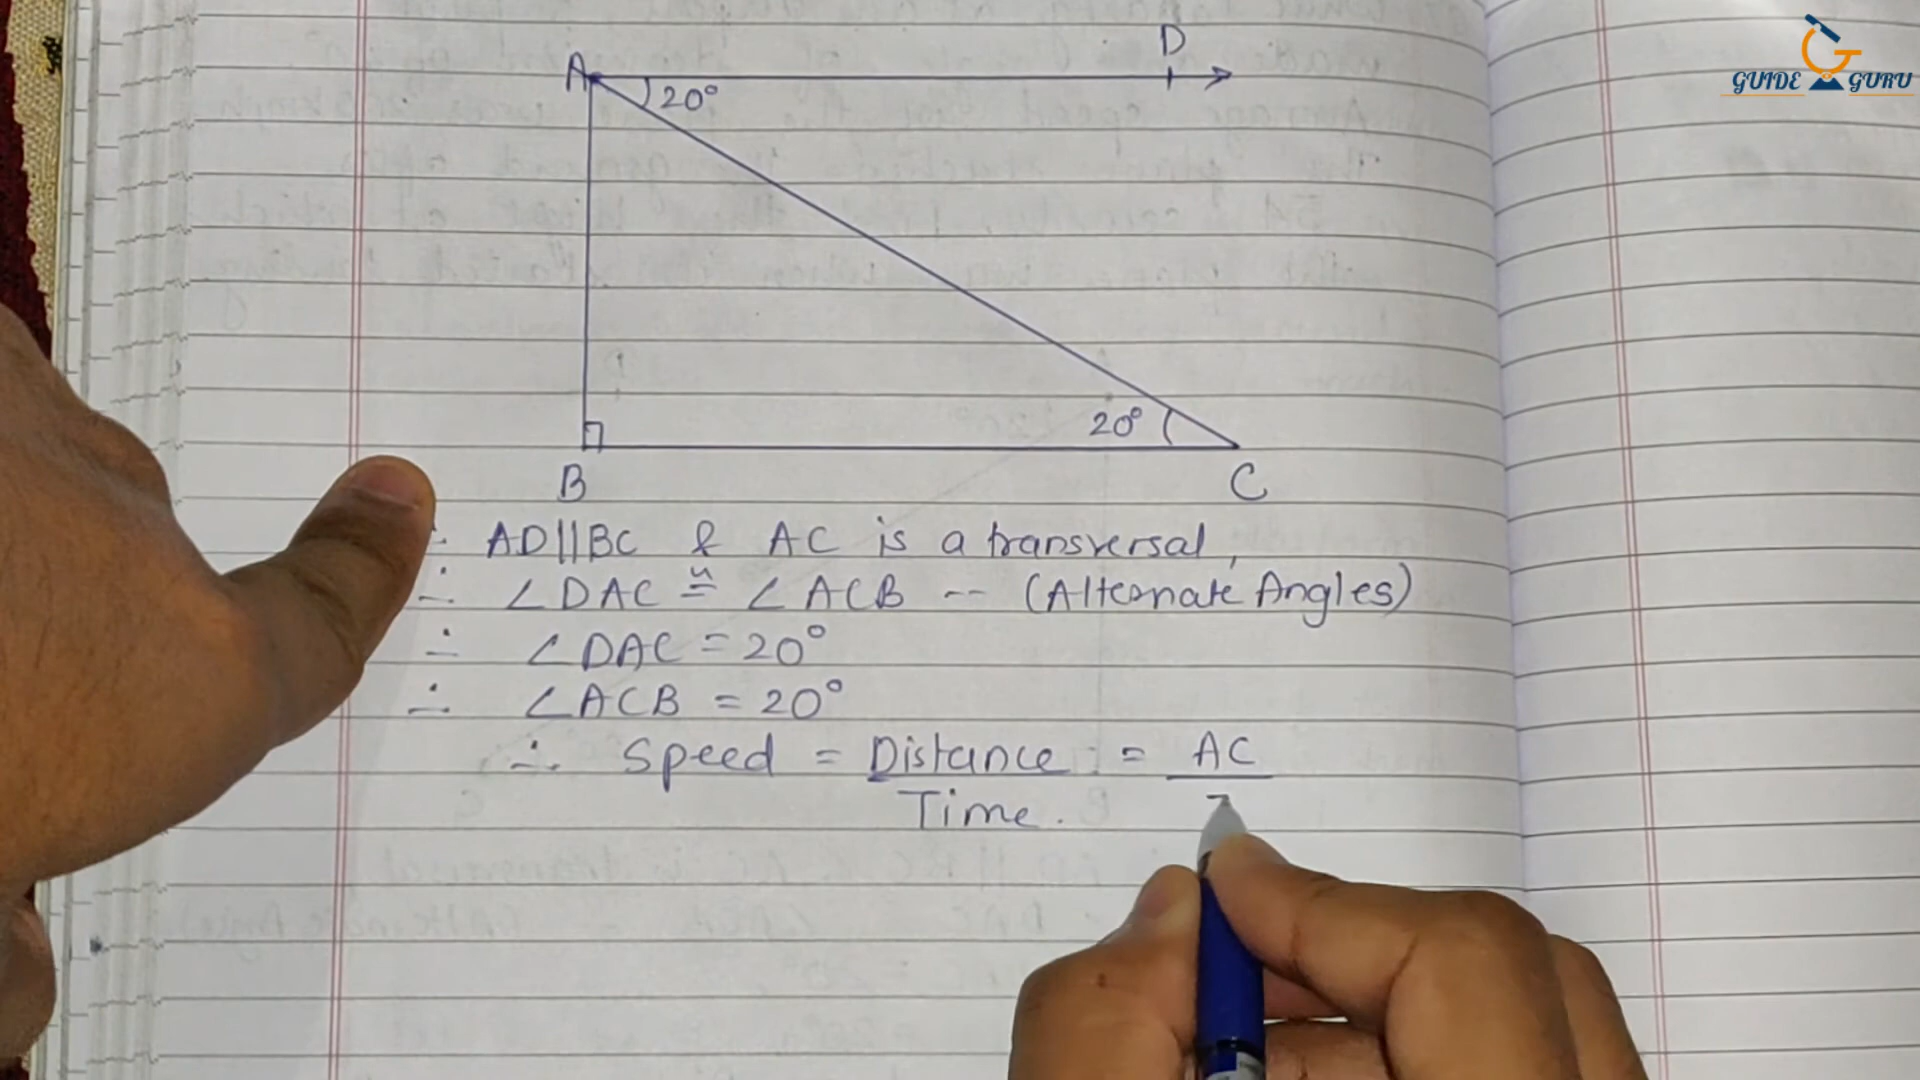 D
A
20°
GUIDE GURU
20°
B
C
∴ AD||BC & AC is a transversal,
∴ ∠DAC ≅ ∠ACB -- (Alternate Angles)
∴ ∠DAC = 20°
∴ ∠ACB = 20°
∴ Speed = Distance = AC
Time.